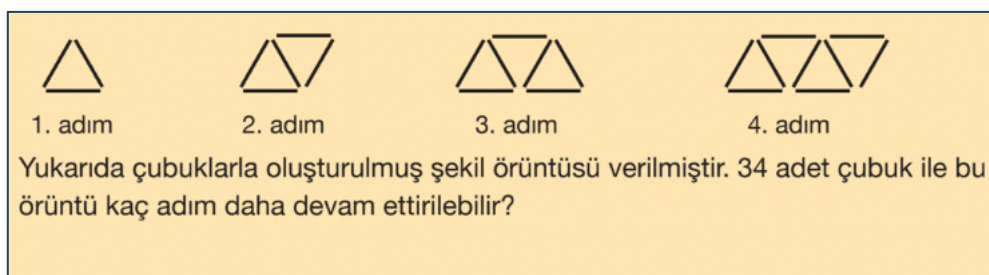 1. adım 2. adım 3. adım 4. adım
Yukarıda çubuklarla oluşturulmuş şekil örüntüsü verilmiştir. 34 adet çubuk ile bu
örüntü kaç adım daha devam ettirilebilir?